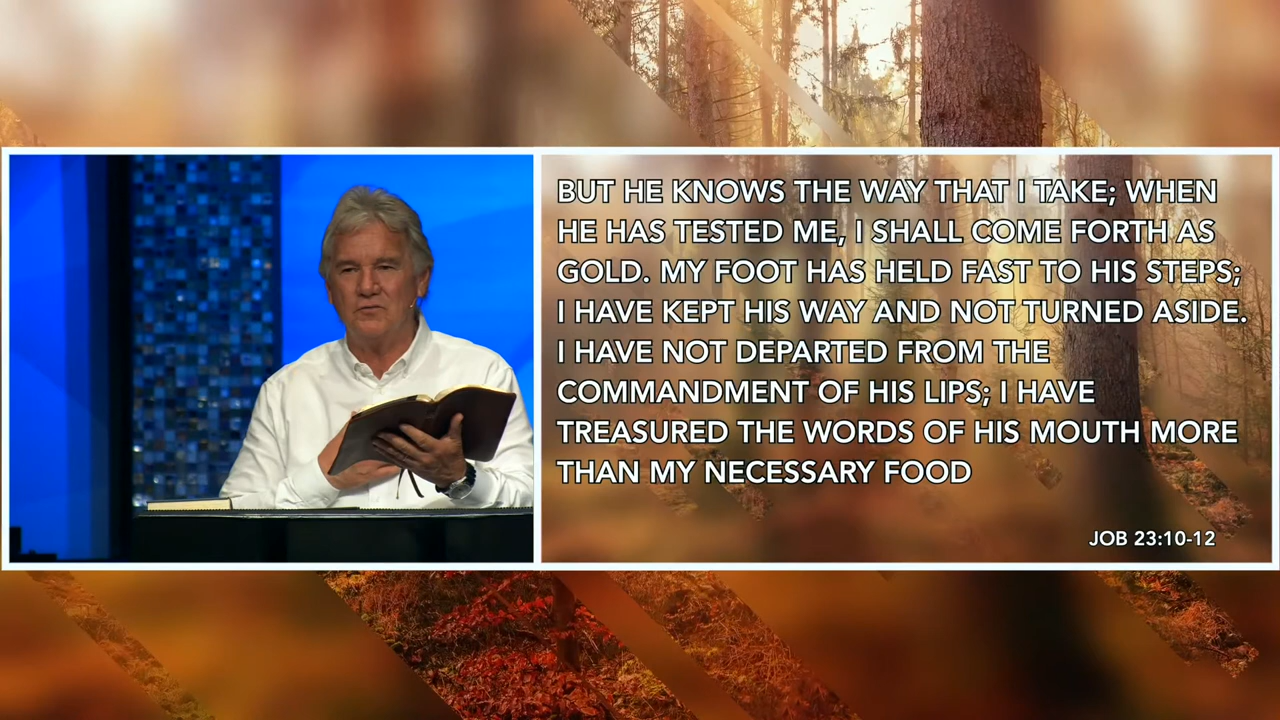 BUT HE KNOWS THE WAY THAT I TAKE; WHEN
HE HAS TESTED ME, I SHALL COME FORTH AS
GOLD. MY FOOT HAS HELD FAST TO HIS STEPS;
I HAVE KEPT HIS WAY AND NOT TURNED ASIDE.
I HAVE NOT DEPARTED FROM THE
COMMANDMENT OF HIS LIPS; I HAVE
TREASURED THE WORDS OF HIS MOUTH MORE
THAN MY NECESSARY FOOD
JOB 23:10-12